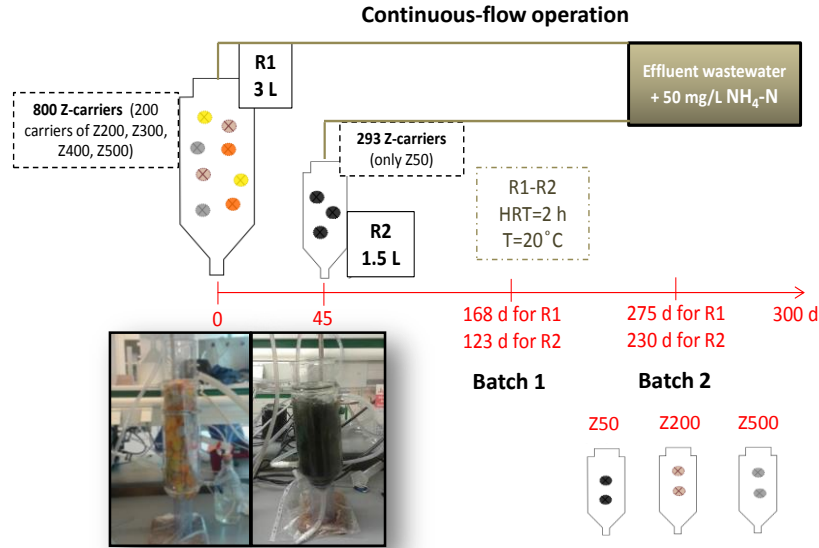 Continuous-flow operation
R1
3 L
800 Z-carriers (200
carriers of Z200, Z300,
Z400, Z500)
Effluent wastewater
+ 50 mg/L NH₄-N
293 Z-carriers
(only Z50)
R2
1.5 L
R1-R2
HRT=2 h
T=20˚C
0
45
168 d for R1
123 d for R2
275 d for R1
230 d for R2
300 d
Batch 1
Batch 2
Z50
Z200
Z500